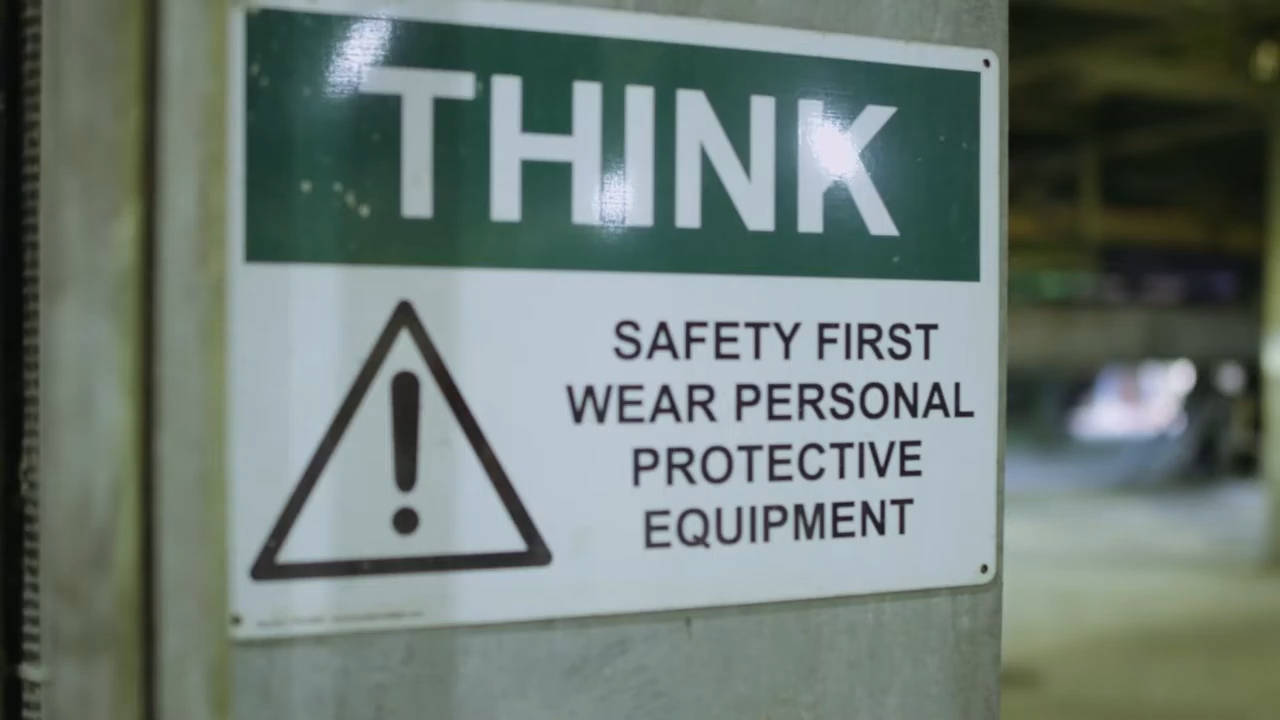 THINK
SAFETY FIRST
WEAR PERSONAL
PROTECTIVE
EQUIPMENT